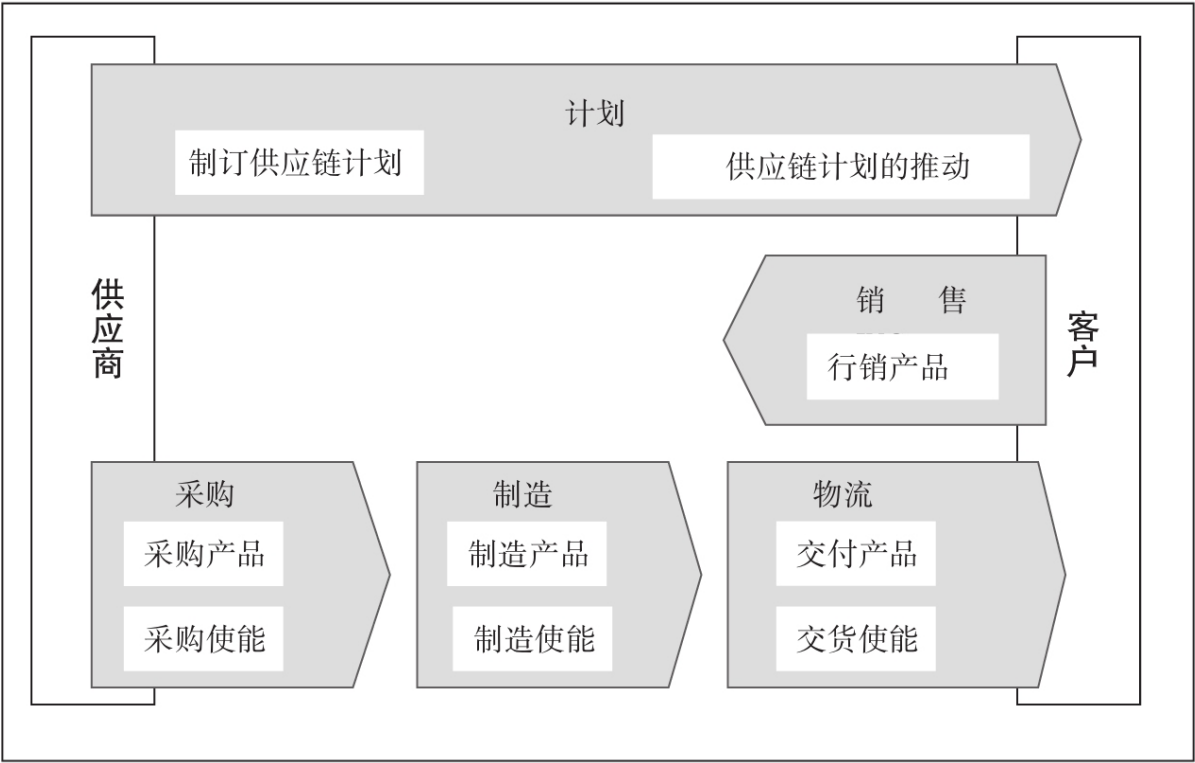 计划
制订供应链计划
供应链计划的推动
供应商
销售
行销产品
客户
采购
采购产品
采购使能
制造
制造产品
制造使能
物流
交付产品
交货使能